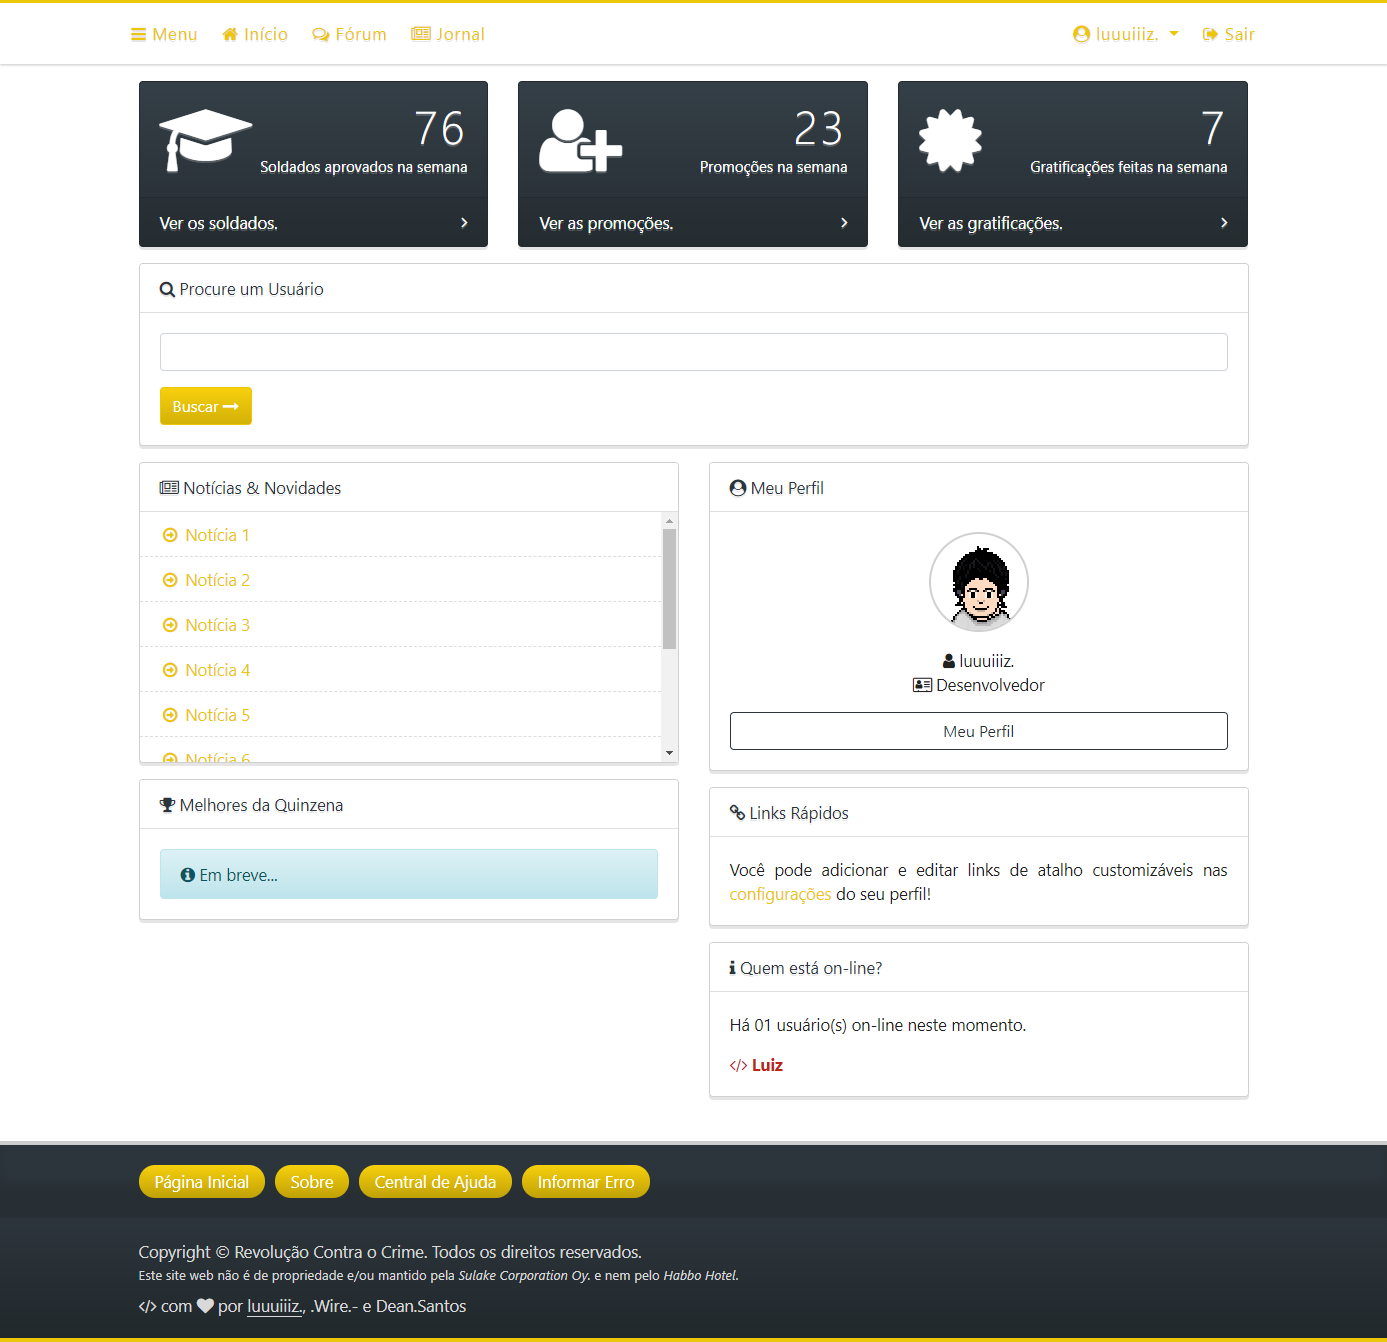 Menu Início Fórum Jornal luuuiiiz. Sair
76
Soldados aprovados na semana
Ver os soldados.
23
Promoções na semana
Ver as promoções.
7
Gratificações feitas na semana
Ver as gratificações.
Procure um Usuário
Buscar
Notícias & Novidades
Notícia 1
Notícia 2
Notícia 3
Notícia 4
Notícia 5
Notícia 6
Melhores da Quinzena
Em breve...
Meu Perfil
luuuiiiz.
Desenvolvedor
Meu Perfil
Links Rápidos
Você pode adicionar e editar links de atalho customizáveis nas
configurações do seu perfil!
Quem está on-line?
Há 01 usuário(s) on-line neste momento.
</> Luiz
Página Inicial Sobre Central de Ajuda Informar Erro
Copyright © Revolução Contra o Crime. Todos os direitos reservados.
Este site web não é de propriedade e/ou mantido pela Sulake Corporation Oy. e nem pelo Habbo Hotel.
</> com ♥ por luuuiiiz., .Wire.- e Dean.Santos